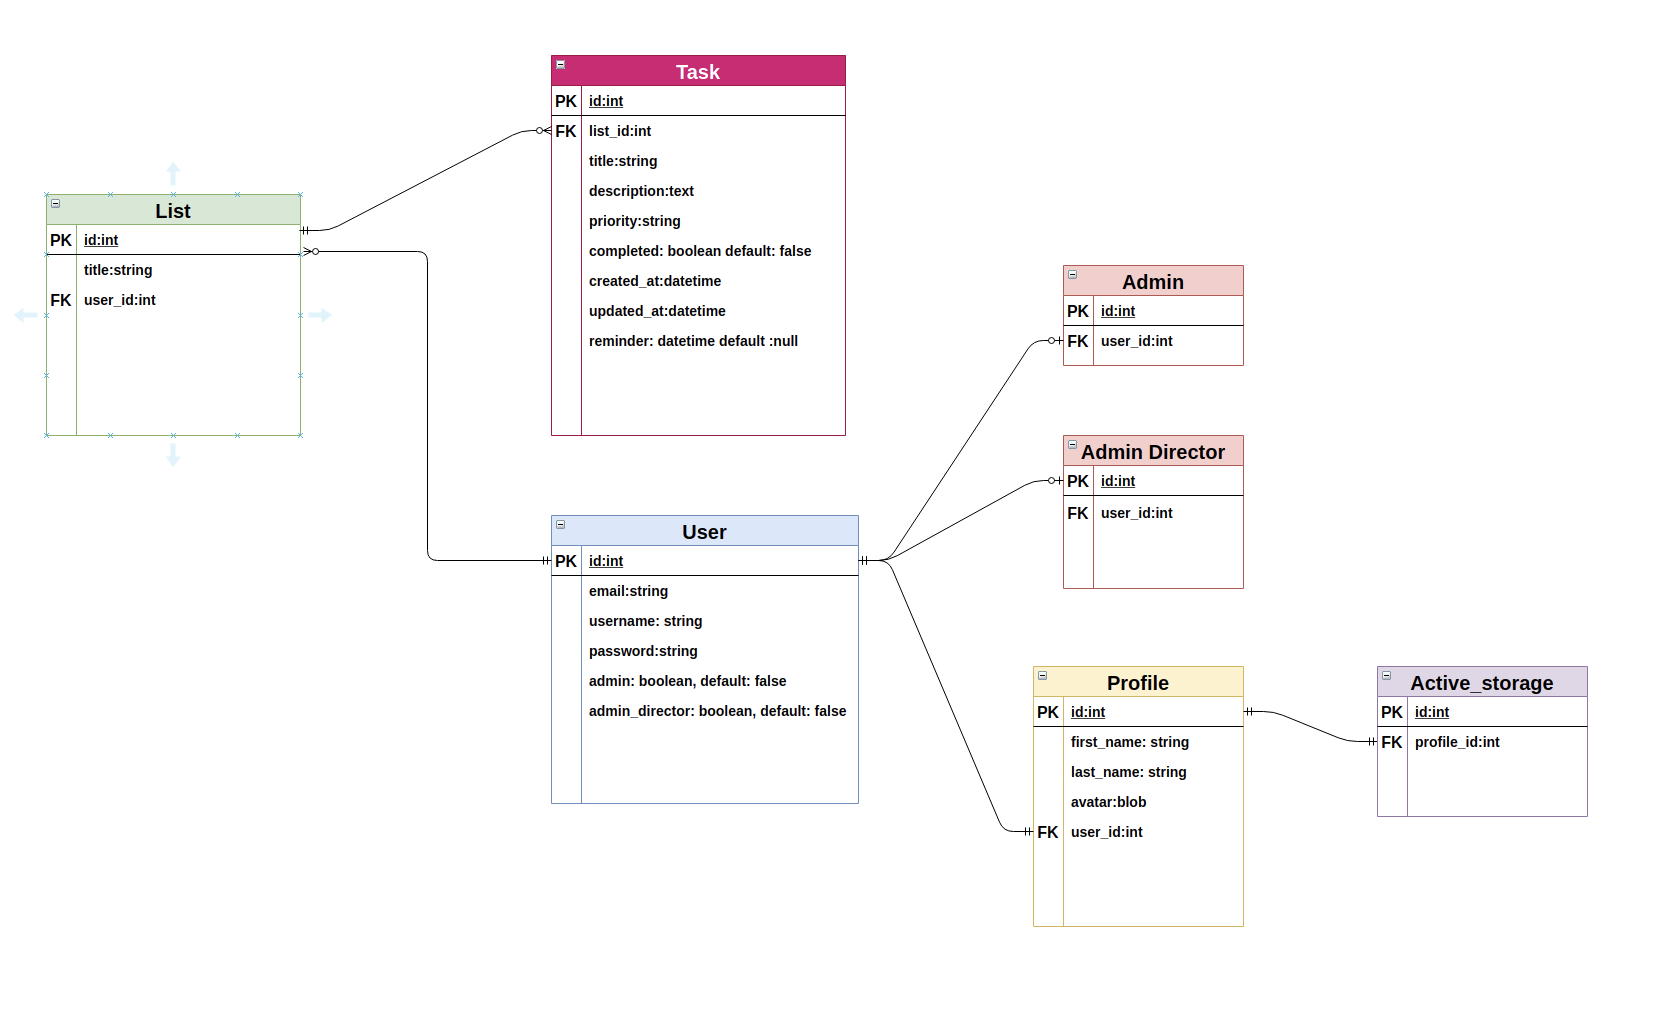 Task
PK id:int
FK list_id:int
title:string
description:text
priority:string
completed: boolean default: false
created_at:datetime
updated_at:datetime
reminder: datetime default :null
List
PK id:int
title:string
FK user_id:int
Admin
PK id:int
FK user_id:int
Admin Director
PK id:int
FK user_id:int
User
PK id:int
email:string
username: string
password:string
admin: boolean, default: false
admin_director: boolean, default: false
Profile
PK id:int
first_name: string
last_name: string
avatar:blob
FK user_id:int
Active_storage
PK id:int
FK profile_id:int